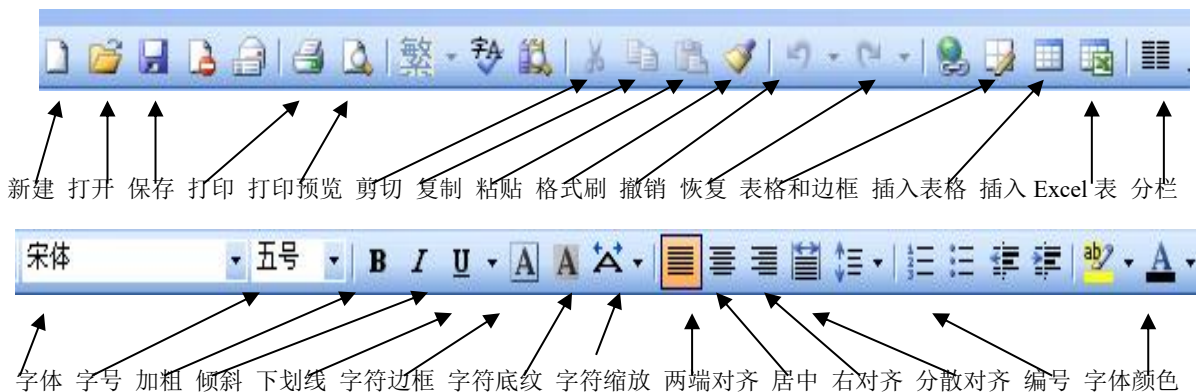 繁 字A
新建 打开 保存 打印 打印预览 剪切 复制 粘贴 格式刷 撤销 恢复 表格和边框 插入表格 插入 Excel 表 分栏
宋体 五号 B I U A A A ab A
字体 字号 加粗 倾斜 下划线 字符边框 字符底纹 字符缩放 两端对齐 居中 右对齐 分散对齐 编号 字体颜色